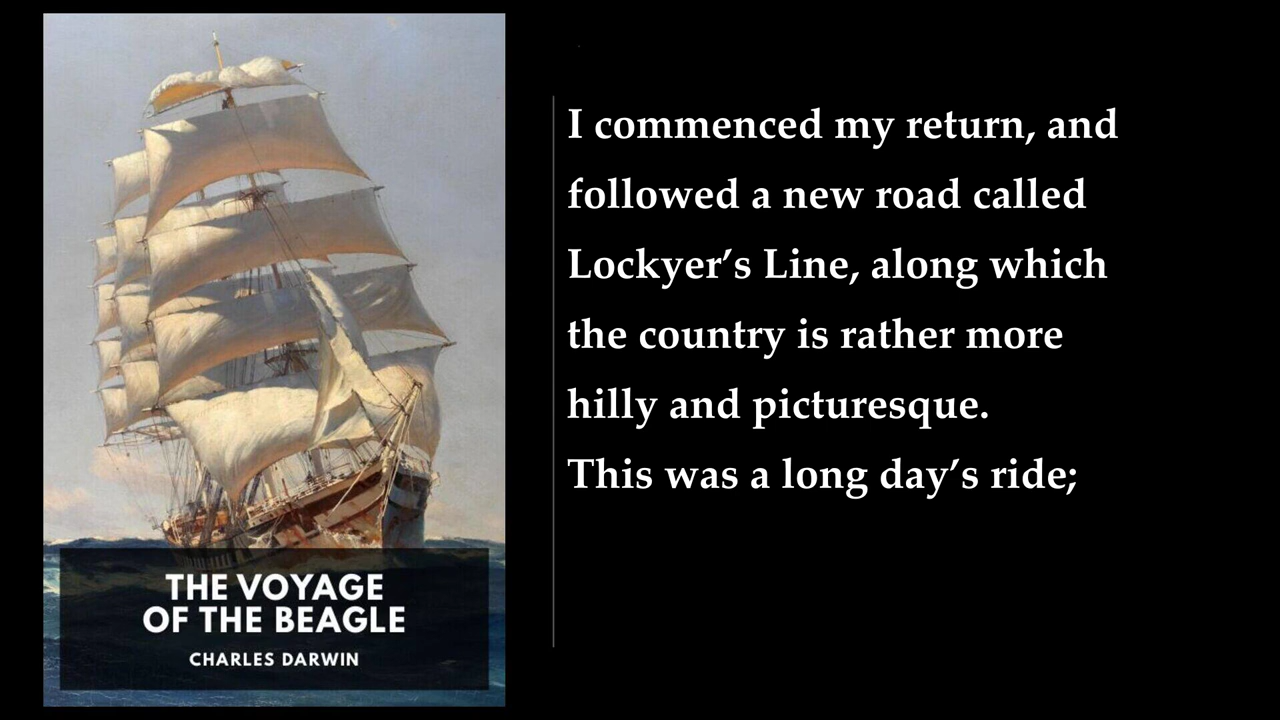 THE VOYAGE
OF THE BEAGLE
CHARLES DARWIN
I commenced my return, and
followed a new road called
Lockyer’s Line, along which
the country is rather more
hilly and picturesque.
This was a long day’s ride;